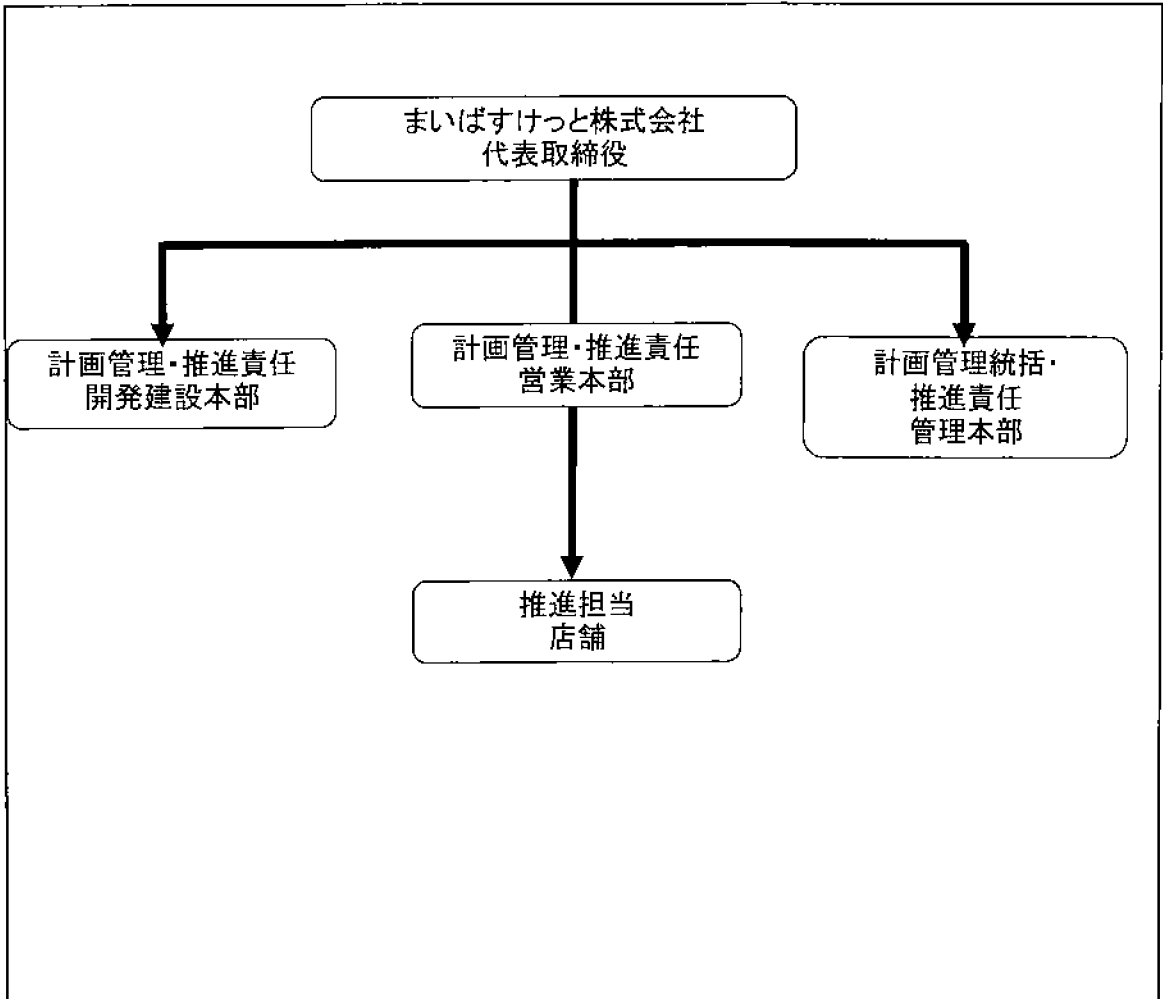 まいばすけっと株式会社
代表取締役
計画管理・推進責任
開発建設本部
計画管理・推進責任
営業本部
計画管理統括・
推進責任
管理本部
推進担当
店舗